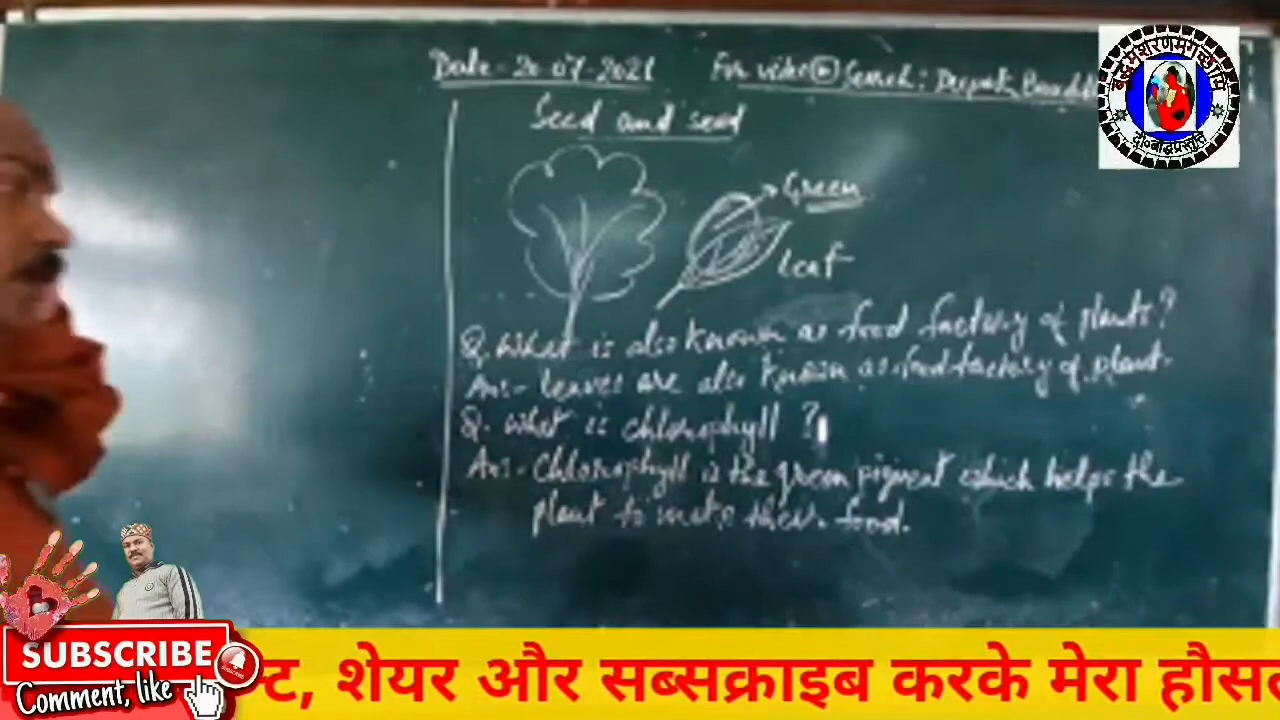 Date - 20-07-2021
For video Search: Deepak
Seed and seed
Green
leaf
Q. What is also known as food factory of plants?
Ans- leaves are also known as food factory of plant.
Q. what is chlorophyll ?
Ans- Chlorophyll is the green pigment which helps the
plant to make their food.
SUBSCRIBE
Comment, like
्ट, शेयर और सब्सक्राइब करके मेरा हौसल